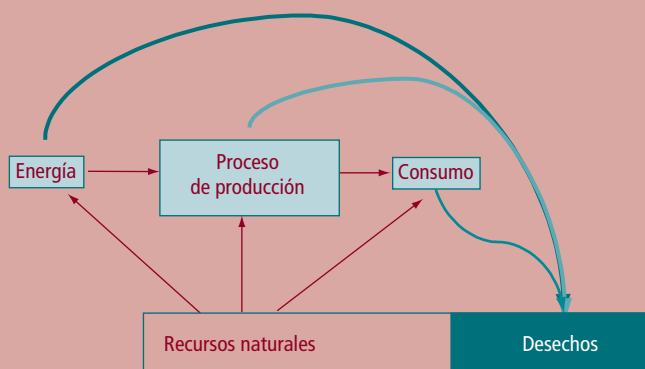 Energía
Proceso
de producción
Consumo
Recursos naturales
Desechos